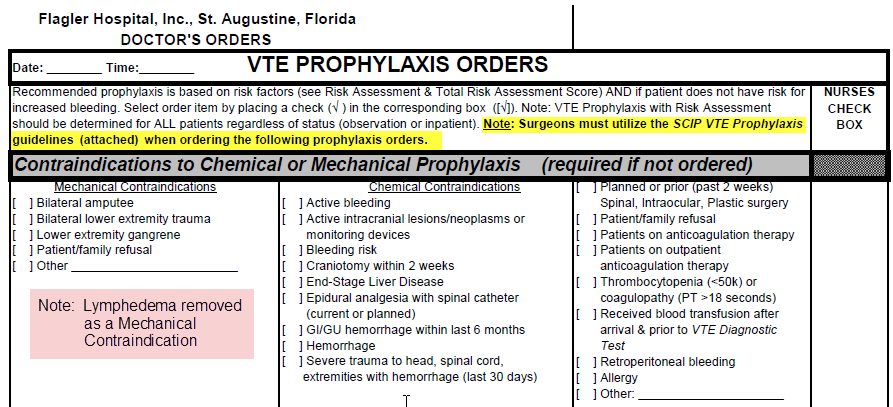 Flagler Hospital, Inc., St. Augustine, Florida
DOCTOR'S ORDERS
Date: ________ Time:________
VTE PROPHYLAXIS ORDERS
Recommended prophylaxis is based on risk factors (see Risk Assessment & Total Risk Assessment Score) AND if patient does not have risk for
increased bleeding. Select order item by placing a check (√ ) in the corresponding box ([√]). Note: VTE Prophylaxis with Risk Assessment
should be determined for ALL patients regardless of status (observation or inpatient). Note: Surgeons must utilize the SCIP VTE Prophylaxis
guidelines (attached) when ordering the following prophylaxis orders.
NURSES
CHECK
BOX
Contraindications to Chemical or Mechanical Prophylaxis (required if not ordered)
Mechanical Contraindications
[ ] Bilateral amputee
[ ] Bilateral lower extremity trauma
[ ] Lower extremity gangrene
[ ] Patient/family refusal
[ ] Other ________________________
Note: Lymphedema removed
as a Mechanical
Contraindication
Chemical Contraindications
[ ] Active bleeding
[ ] Active intracranial lesions/neoplasms or
monitoring devices
[ ] Bleeding risk
[ ] Craniotomy within 2 weeks
[ ] End-Stage Liver Disease
[ ] Epidural analgesia with spinal catheter
(current or planned)
[ ] GI/GU hemorrhage within last 6 months
[ ] Hemorrhage
[ ] Severe trauma to head, spinal cord,
extremities with hemorrhage (last 30 days)
[ ] Planned or prior (past 2 weeks)
Spinal, Intraocular, Plastic surgery
[ ] Patient/family refusal
[ ] Patients on anticoagulation therapy
[ ] Patients on outpatient
anticoagulation therapy
[ ] Thrombocytopenia (<50k) or
coagulopathy (PT >18 seconds)
[ ] Received blood transfusion after
arrival & prior to VTE Diagnostic
Test
[ ] Retroperitoneal bleeding
[ ] Allergy
[ ] Other: _____________________